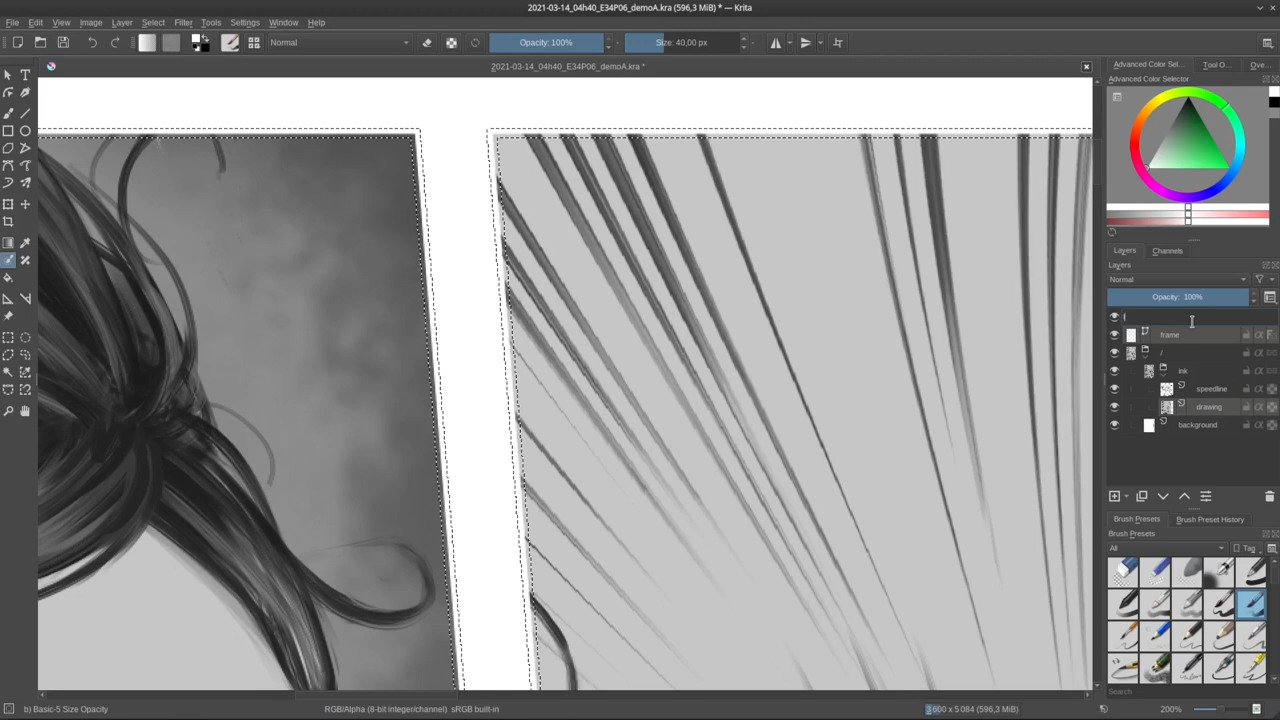 2021-03-14_04h40_E34P06_demoA.kra (596,3 MiB) * — Krita
File Edit View Image Layer Select Filter Tools Settings Window Help
Normal Opacity: 100% Size: 40,00 px
2021-03-14_04h40_E34P06_demoA.kra *
Advanced Color Sel... Tool O... Ove...
Advanced Color Selector
Layers Channels
Layers
Normal
Opacity: 100%
frame
/
ink
speedline
drawing
background
Brush Presets Brush Preset History
Brush Presets
All Tag
Search
b) Basic-5 Size Opacity RGB/Alpha (8-bit integer/channel) sRGB built-in 3 600 x 5 084 (596,3 MiB) 200%